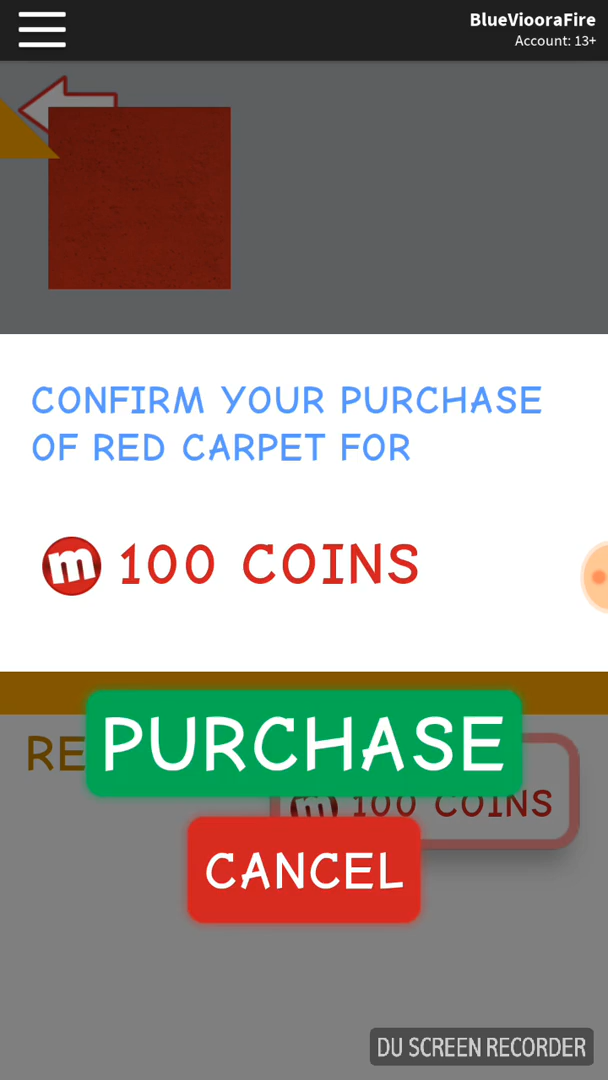 BlueViooraFire
Account: 13+
CONFIRM YOUR PURCHASE
OF RED CARPET FOR
m 100 COINS
PURCHASE
RE
m 100 COINS
CANCEL
DU SCREEN RECORDER